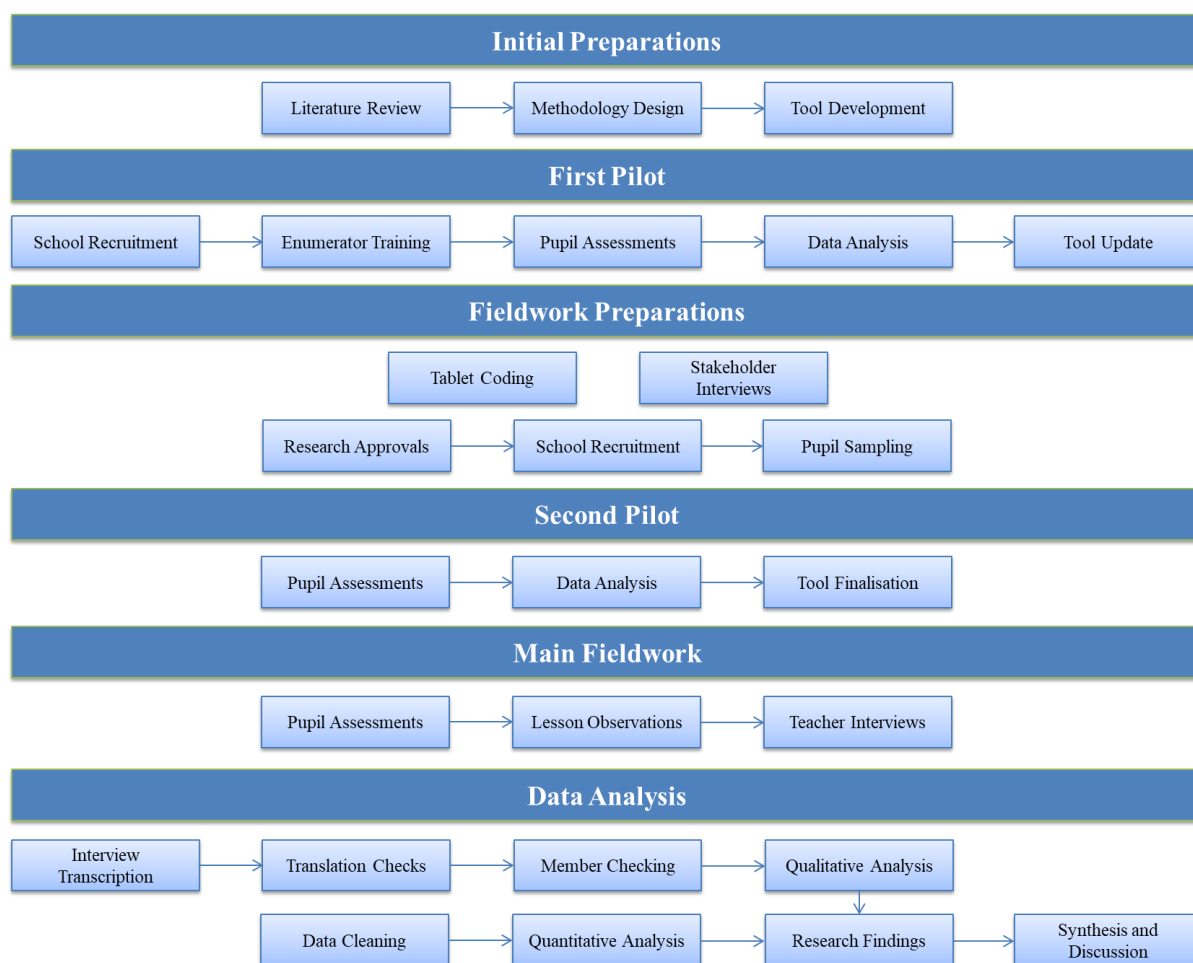 Initial Preparations
Literature Review
Methodology Design
Tool Development
First Pilot
School Recruitment
Enumerator Training
Pupil Assessments
Data Analysis
Tool Update
Fieldwork Preparations
Tablet Coding
Stakeholder
Interviews
Research Approvals
School Recruitment
Pupil Sampling
Second Pilot
Pupil Assessments
Data Analysis
Tool Finalisation
Main Fieldwork
Pupil Assessments
Lesson Observations
Teacher Interviews
Data Analysis
Interview
Transcription
Translation Checks
Member Checking
Qualitative Analysis
Data Cleaning
Quantitative Analysis
Research Findings
Synthesis and
Discussion